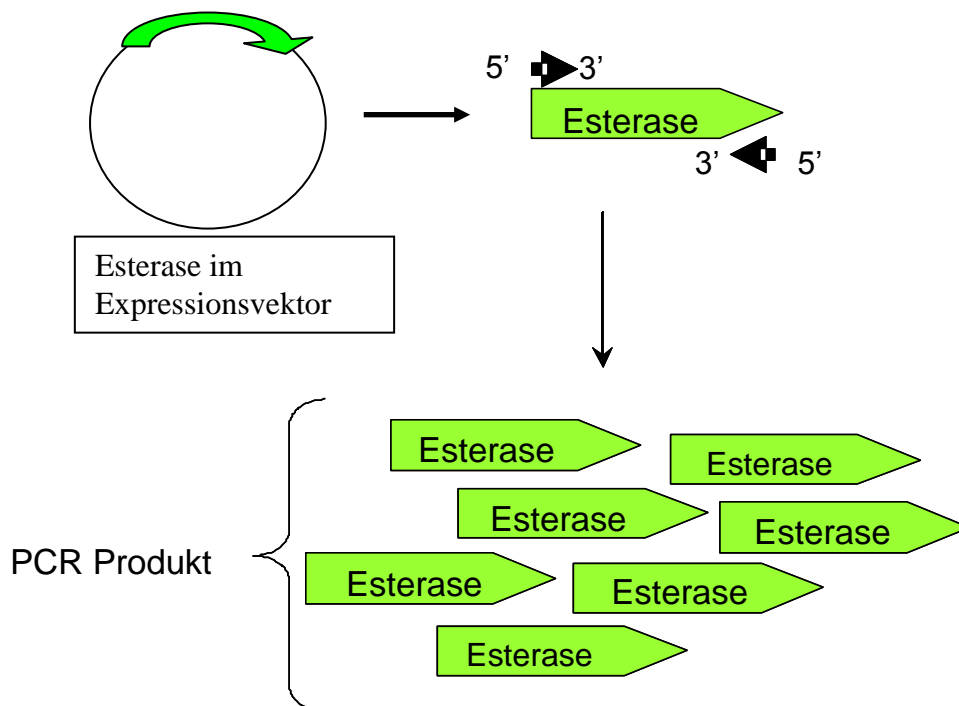 5’ 3’
Esterase
3’ 5’
Esterase im
Expressionsvektor
Esterase
Esterase
Esterase
Esterase
PCR Produkt
Esterase
Esterase
Esterase